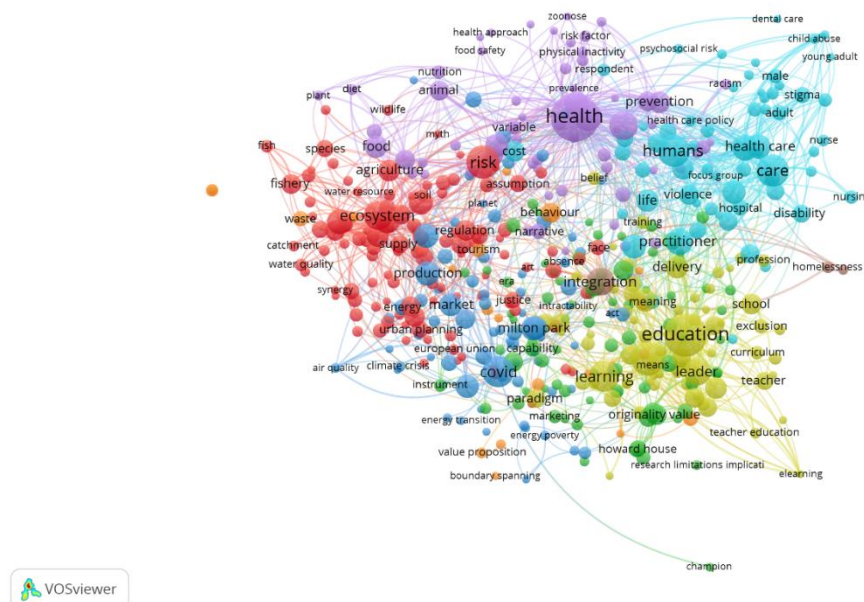 zoonose
dental care
health approach
risk factor
child abuse
food safety
physical inactivity
psychosocial risk
young adult
nutrition
respondent
male
plant
diet
animal
prevalence
racism
stigma
wildlife
prevention
adult
myth
variable
health
health care policy
fish
species
food
cost
humans
health care
nurse
agriculture
risk
belief
focus group
care
fishery
water resource
soil
assumption
life
violence
nursin
waste
ecosystem
planet
behaviour
training
hospital
disability
catchment
supply
regulation
narrative
practitioner
water quality
tourism
absence
face
delivery
profession
homelessness
production
art
integration
synergy
era
intractability
meaning
energy
market
justice
act
school
urban planning
milton park
education
exclusion
european union
capability
air quality
climate crisis
covid
means
curriculum
instrument
learning
leader
teacher
paradigm
energy transition
marketing
originality value
energy poverty
teacher education
value proposition
howard house
boundary spanning
research limitations implicati
elearning
champion
VOSviewer